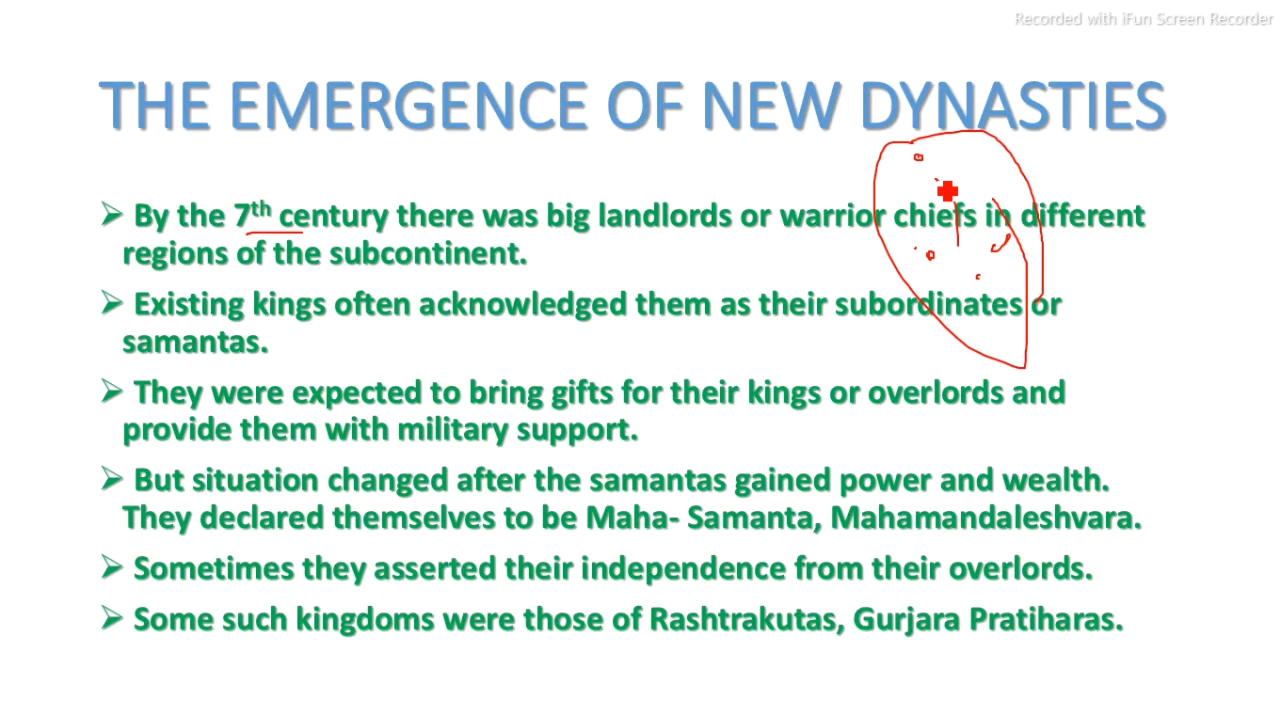 Recorded with iFun Screen Recorder
THE EMERGENCE OF NEW DYNASTIES
➢ By the 7th century there was big landlords or warrior chiefs in different
regions of the subcontinent.
➢ Existing kings often acknowledged them as their subordinates or
samantas.
➢ They were expected to bring gifts for their kings or overlords and
provide them with military support.
➢ But situation changed after the samantas gained power and wealth.
They declared themselves to be Maha- Samanta, Mahamandaleshvara.
➢ Sometimes they asserted their independence from their overlords.
➢ Some such kingdoms were those of Rashtrakutas, Gurjara Pratiharas.